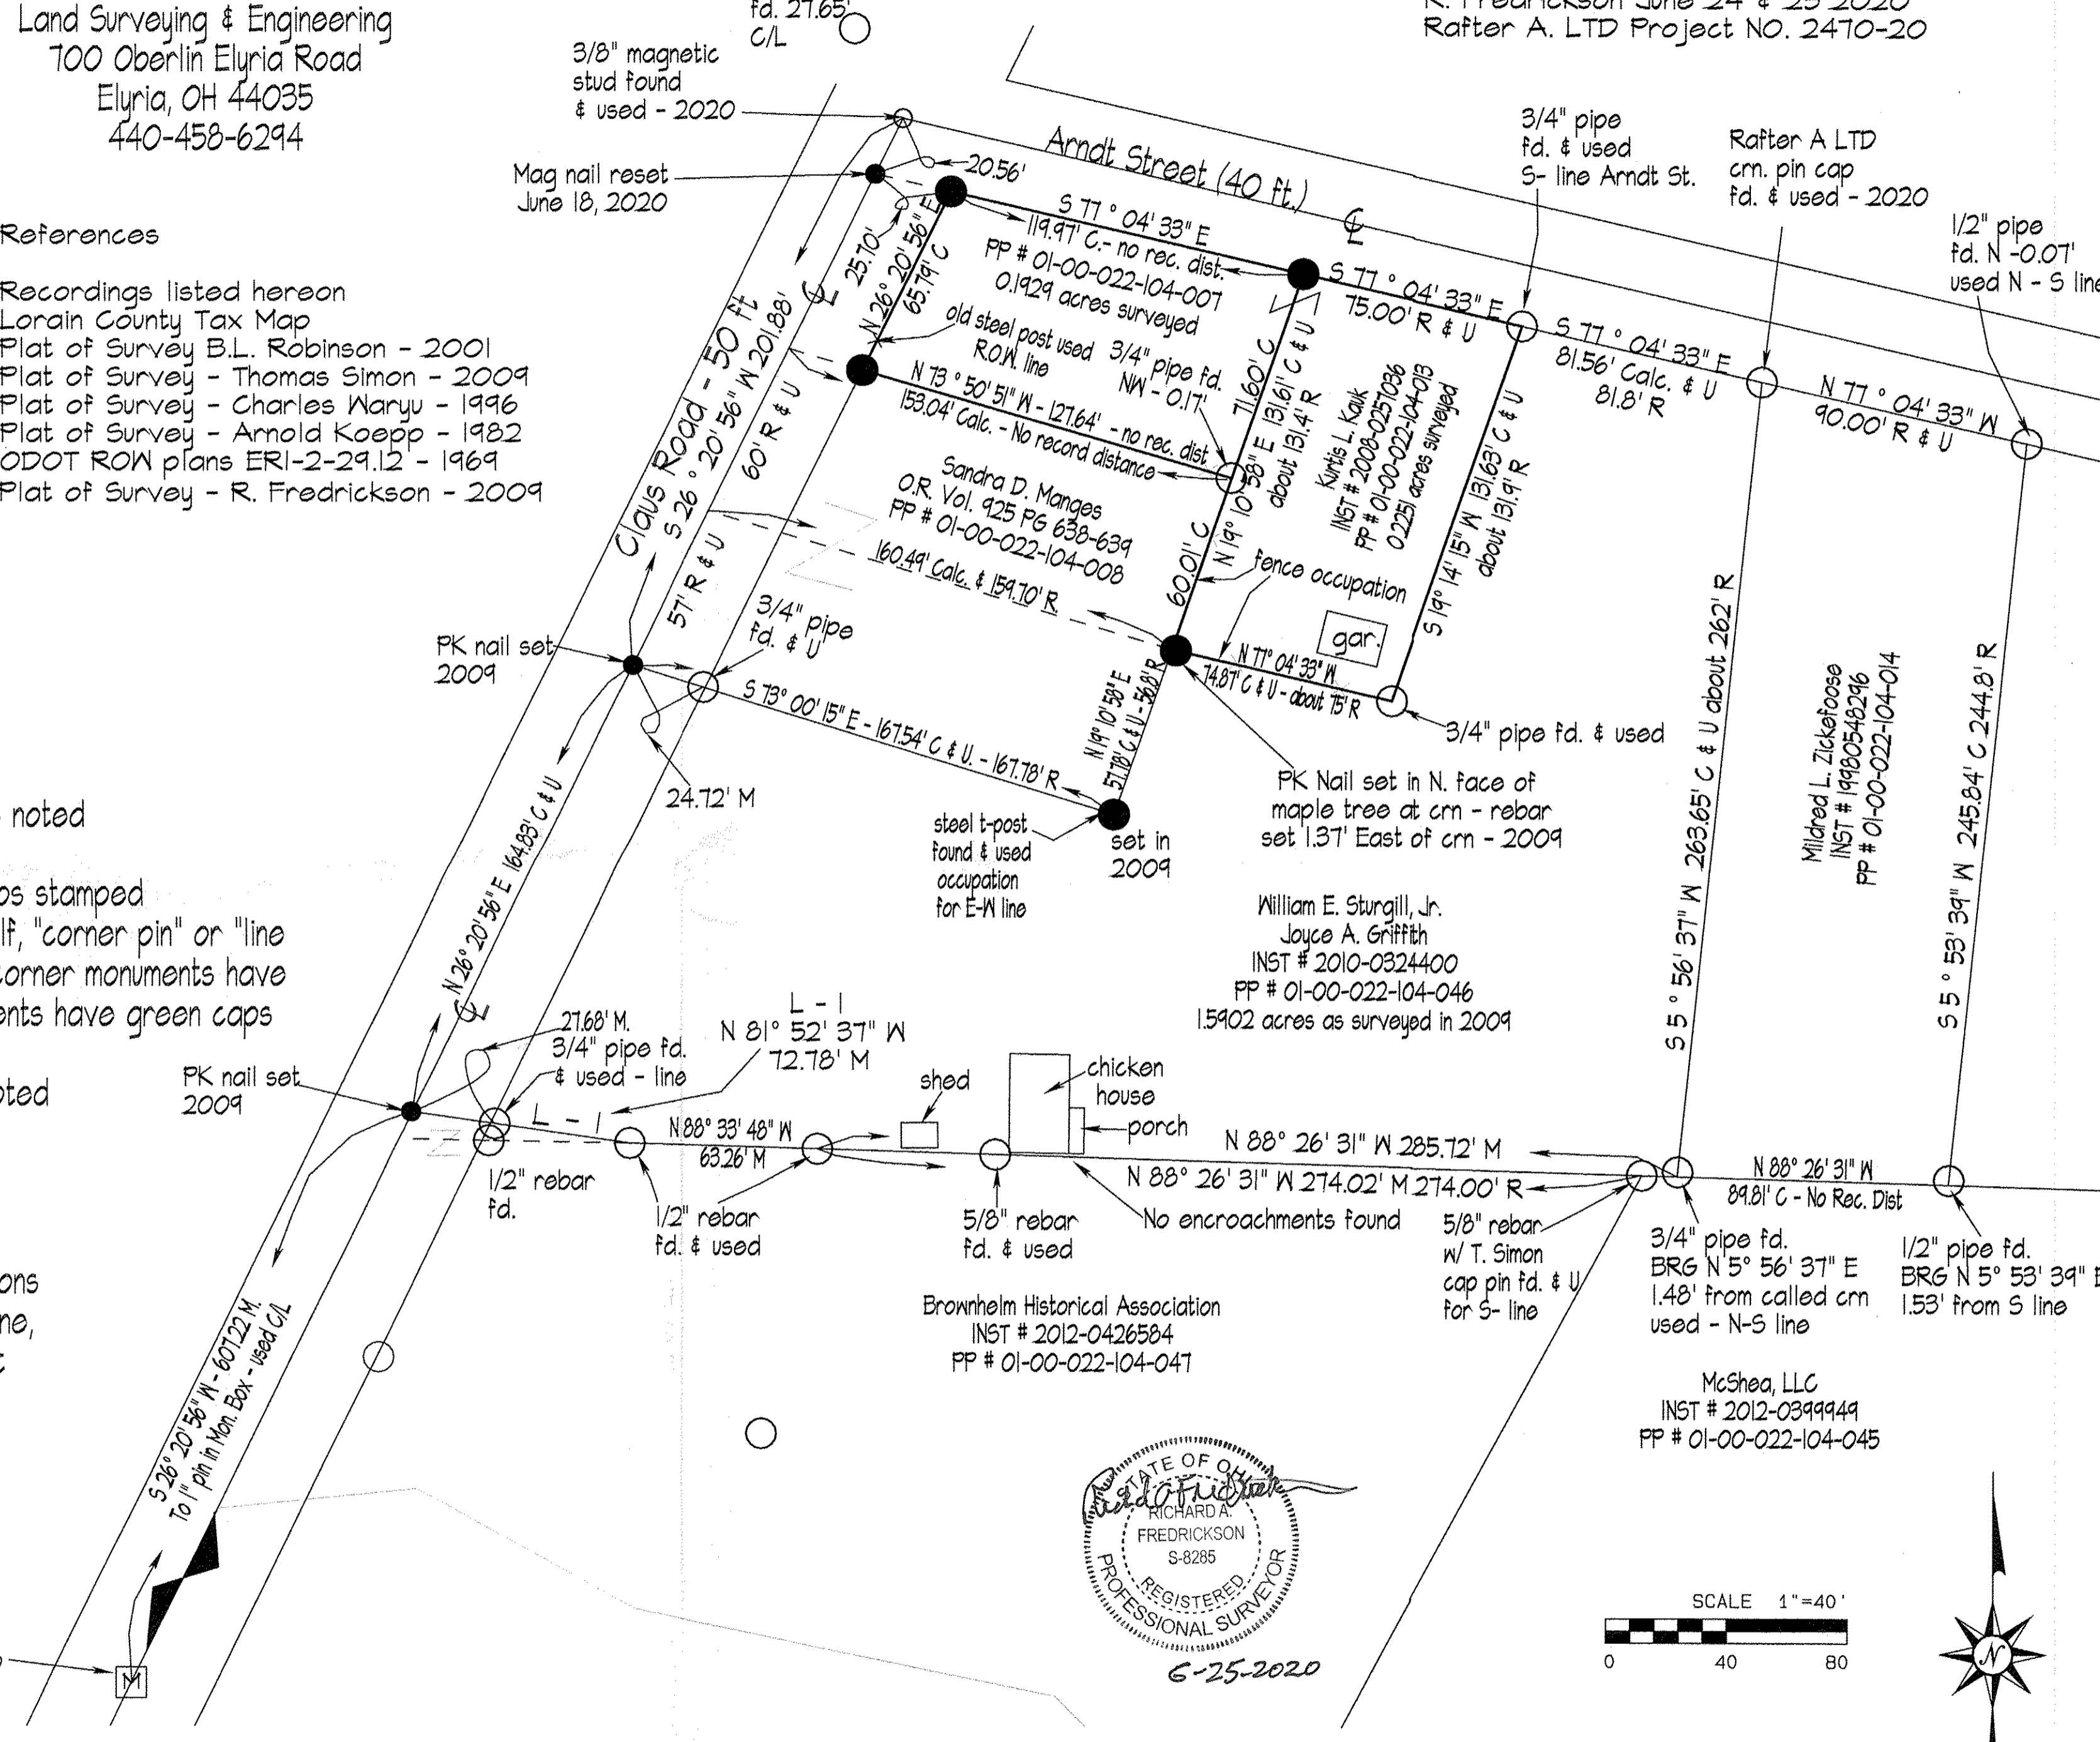 Land Surveying & Engineering
700 Oberlin Elyria Road
Elyria, OH 44035
440-458-6294
fd. 27.65'
C/L
R. Fredrickson June 24 & 25 2020
Rafter A. LTD Project NO. 2470-20
3/8" magnetic
stud found
& used - 2020
Mag nail reset
June 18, 2020
20.56'
Arndt Street (40 ft.)
3/4" pipe
fd. & used
S- line Arndt St.
Rafter A LTD
crn. pin cap
fd. & used - 2020
1/2" pipe
fd. N -0.07'
used N - S line
References
Recordings listed hereon
Lorain County Tax Map
Plat of Survey B.L. Robinson - 2001
Plat of Survey - Thomas Simon - 2009
Plat of Survey - Charles Waryu - 1996
Plat of Survey - Arnold Koepp - 1982
ODOT ROW plans ERI-2-29.12 - 1969
Plat of Survey - R. Fredrickson - 2009
S 77 ° 04' 33" E
119.97' C.- no rec. dist.
PP # 01-00-022-104-007
0.1929 acres surveyed
25.70'
N 26° 20' 56" E
65.79' C
old steel post used
R.O.W. line
3/4" pipe fd.
NW - 0.17'
N 73 ° 50' 51" W - 127.64' - no rec. dist
153.04' Calc. - No record distance
S 77 ° 04' 33" E
75.00' R & U
S 77 ° 04' 33" E
81.56' Calc. & U
81.8' R
N 77 ° 04' 33" W
90.00' R & U
Claus Road - 50 ft
S 26 ° 20' 56" W 201.88'
60' R & U
57' R & U
71.60' C
N 19° 10' 58" E 131.61' C & U
about 131.4' R
60.01' C
Kurtis L. Kauk
INST # 2008-0257036
PP # 01-00-022-104-013
0.2251 acres surveyed
S 19° 14' 15" W 131.63' C & U
about 131.9' R
Sandra D. Manges
O.R. Vol. 925 PG 638-639
PP # 01-00-022-104-008
160.49' Calc. & 159.70' R.
fence occupation
gar.
N 77° 04' 33" W
74.87' C & U - about 75' R
3/4" pipe fd. & used
PK nail set
2009
3/4" pipe
fd. & U
S 73° 00' 15" E - 167.54' C & U. - 167.78' R
24.72' M
N 19° 10' 58" E
57.78' C & U - 56.8' R
steel t-post
found & used
occupation
for E-W line
set in
2009
PK Nail set in N. face of
maple tree at crn - rebar
set 1.37' East of crn - 2009
S 5° 56' 37" W 263.65' C & U about 262' R
Mildred L. Zickefoose
INST # 19980548296
PP # 01-00-022-104-014
S 5° 53' 39" W 245.84' C 244.8' R
noted
stamped
"corner pin" or "line
corner monuments have
have green caps
N 26° 20' 56" E 164.83' C & U
William E. Sturgill, Jr.
Joyce A. Griffith
INST # 2010-0324400
PP # 01-00-022-104-046
1.5902 acres as surveyed in 2009
PK nail set
2009
27.68' M.
3/4" pipe fd.
& used - line
L - 1
N 81° 52' 37" W
72.78' M
L - 1
N 88° 33' 48" W
63.26' M
shed
chicken
house
porch
N 88° 26' 31" W 285.72' M
N 88° 26' 31" W 274.02' M 274.00' R
N 88° 26' 31" W
89.81' C - No Rec. Dist
1/2" rebar
fd.
1/2" rebar
fd. & used
5/8" rebar
fd. & used
No encroachments found
5/8" rebar
w/ T. Simon
cap pin fd. & U
for S- line
3/4" pipe fd.
BRG N 5° 56' 37" E
1.48' from called crn
used - N-S line
1/2" pipe fd.
BRG N 5° 53' 39" E
1.53' from S line
Brownhelm Historical Association
INST # 2012-0426584
PP # 01-00-022-104-047
McShea, LLC
INST # 2012-0399949
PP # 01-00-022-104-045
S 26° 20' 56" W - 607.22 M.
To 1" pin in Mon. Box - used C/L
M
STATE OF OHIO
RICHARD A.
FREDRICKSON
S-8285
REGISTERED
PROFESSIONAL SURVEYOR
6-25-2020
SCALE 1"=40'
0 40 80
N